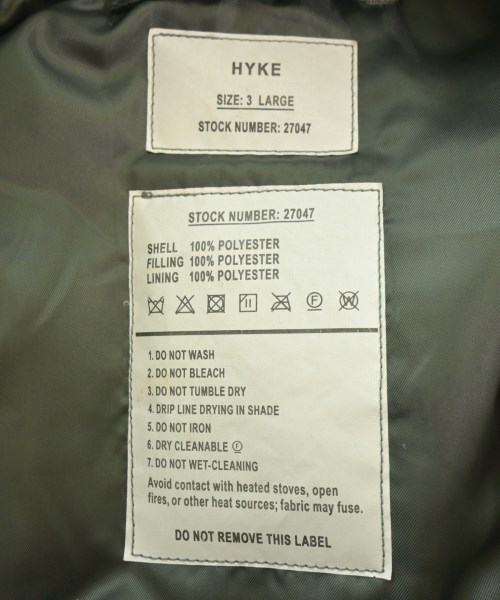 HYKE
SIZE: 3 LARGE
STOCK NUMBER: 27047
STOCK NUMBER: 27047
SHELL 100% POLYESTER
FILLING 100% POLYESTER
LINING 100% POLYESTER
F W
1. DO NOT WASH
2. DO NOT BLEACH
3. DO NOT TUMBLE DRY
4. DRIP LINE DRYING IN SHADE
5. DO NOT IRON
6. DRY CLEANABLE Ⓕ
7. DO NOT WET-CLEANING
Avoid contact with heated stoves, open
fires, or other heat sources; fabric may fuse.
DO NOT REMOVE THIS LABEL